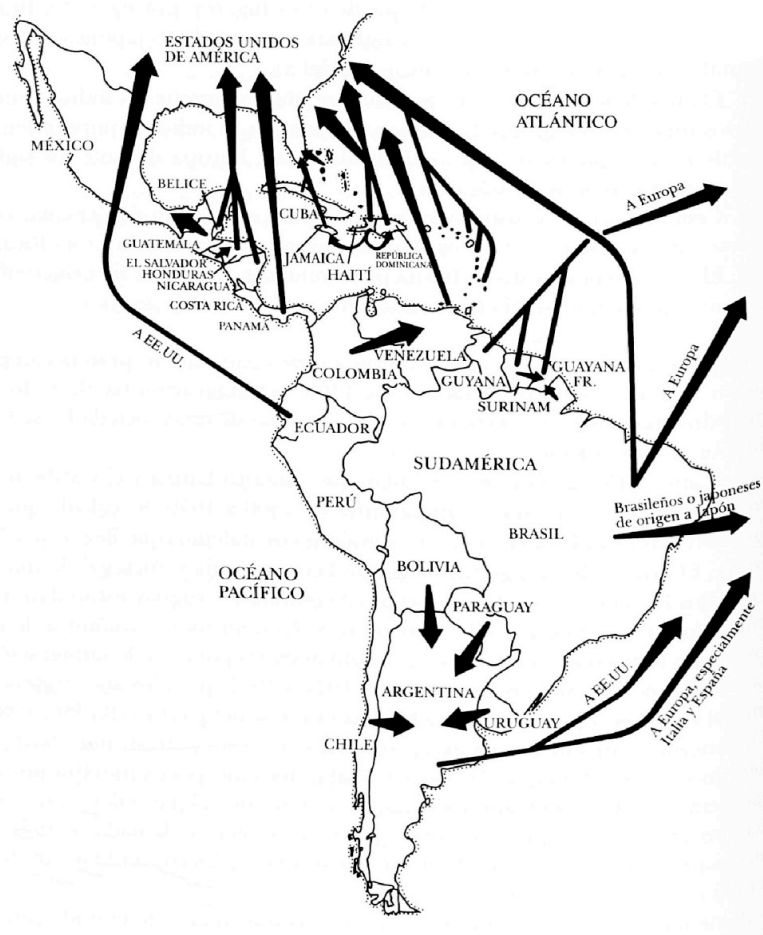 ESTADOS UNIDOS
DE AMÉRICA
OCÉANO
ATLÁNTICO
MÉXICO
BELICE
A Europa
CUBA
GUATEMALA
EL SALVADOR
HONDURAS
NICARAGUA
COSTA RICA
PANAMÁ
JAMAICA
HAITÍ
REPÚBLICA
DOMINICANA
A EE.UU.
VENEZUELA
COLOMBIA
GUYANA
GUAYANA
FR.
SURINAM
A Europa
ECUADOR
SUDAMÉRICA
PERÚ
Brasileños o japoneses
de origen a Japón
BRASIL
OCÉANO
PACÍFICO
BOLIVIA
PARAGUAY
ARGENTINA
URUGUAY
CHILE
A EE.UU.
A Europa, especialmente
Italia y España